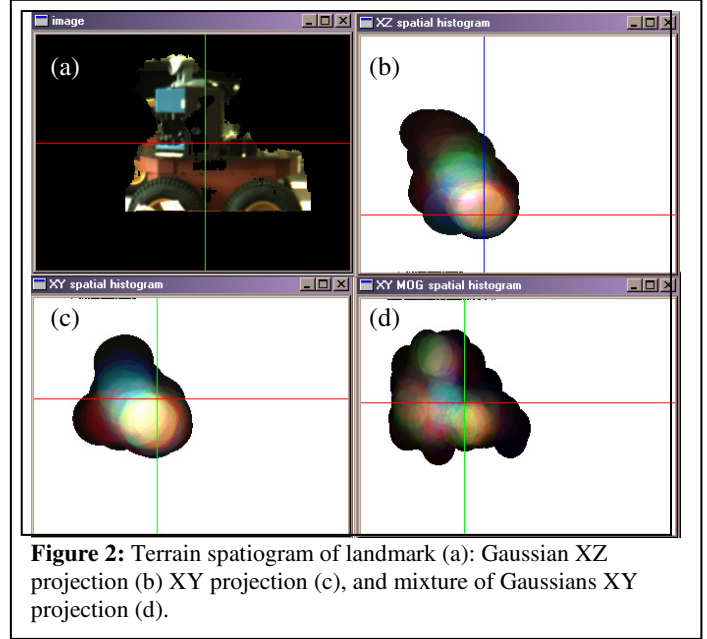 image
(a)
XZ spatial histogram
(b)
XY spatial histogram
(c)
XY MOG spatial histogram
(d)
Figure 2: Terrain spatiogram of landmark (a): Gaussian XZ
projection (b) XY projection (c), and mixture of Gaussians XY
projection (d).